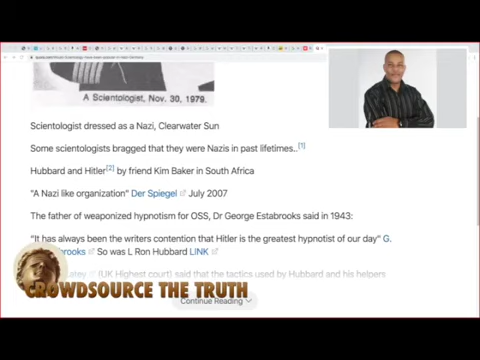 A Scientologist, Nov. 30, 1979.
Scientologist dressed as a Nazi, Clearwater Sun
Some scientologists bragged that they were Nazis in past lifetimes..[1]
Hubbard and Hitler[2] by friend Kim Baker in South Africa
"A Nazi like organization" Der Spiegel July 2007
The father of weaponized hypnotism for OSS, Dr George Estabrooks said in 1943:
"It has always been the writers contention that Hitler is the greatest hypnotist of our day" G.
brooks So was L Ron Hubbard LINK
(UK Highest court) said that the tactics used by Hubbard and his helpers
Continue Reading
CROWDSOURCE THE TRUTH